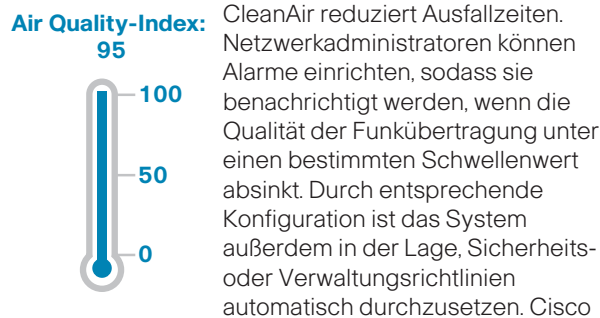 Air Quality-Index:
95
100
50
0
CleanAir reduziert Ausfallzeiten.
Netzwerkadministratoren können
Alarme einrichten, sodass sie
benachrichtigt werden, wenn die
Qualität der Funkübertragung unter
einen bestimmten Schwellenwert
absinkt. Durch entsprechende
Konfiguration ist das System
außerdem in der Lage, Sicherheits-
oder Verwaltungsrichtlinien
automatisch durchzusetzen. Cisco